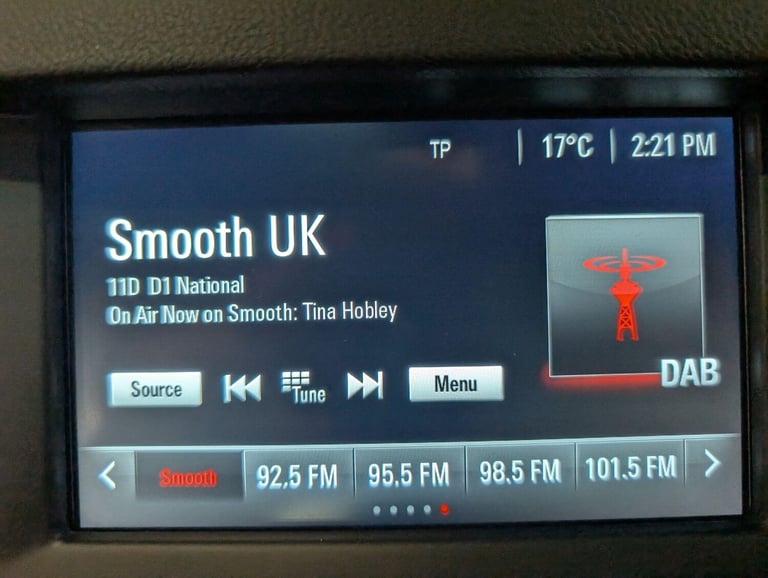 TP | 17°C | 2:21 PM
Smooth UK
11D D1 National
On Air Now on Smooth: Tina Hobley
DAB
Source Tune Menu
Smooth 92.5 FM 95.5 FM 98.5 FM 101.5 FM